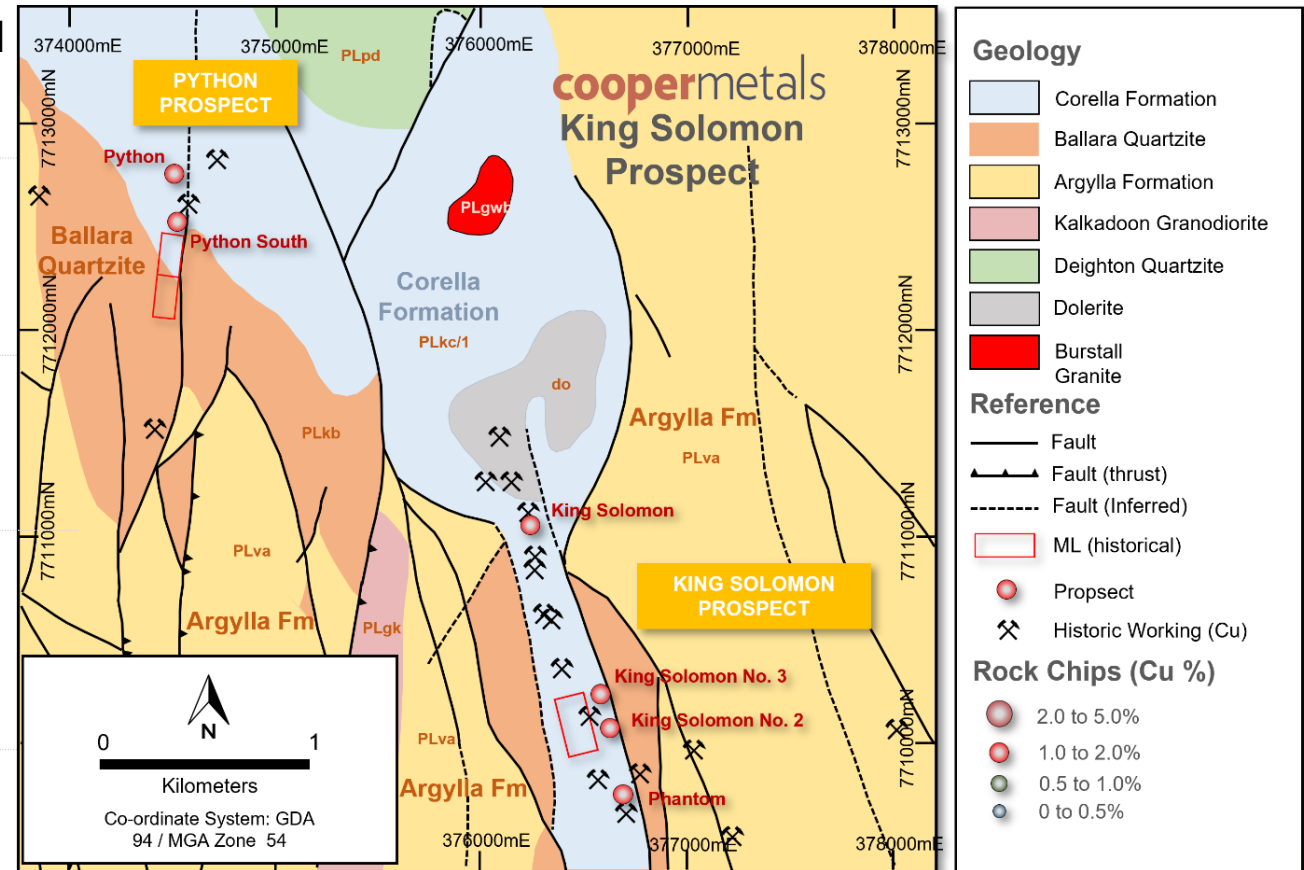 374000mE
375000mE
376000mE
377000mE
378000mE
PLpd
PYTHON
PROSPECT
coopermetals
King Solomon
Prospect
7713000mN
7713000mN
Python
PLgwb
Python South
Ballara
Quartzite
Corella
Formation
PLkc/1
7712000mN
7712000mN
do
Argylla Fm
PLva
PLkb
King Solomon
7711000mN
7711000mN
PLva
KING SOLOMON
PROSPECT
Argylla Fm
PLgk
King Solomon No. 3
King Solomon No. 2
7710000mN
PLva
Argylla Fm
Phantom
376000mE
377000mE
378000mE
N
0 1
Kilometers
Co-ordinate System: GDA
94 / MGA Zone 54
Geology
Corella Formation
Ballara Quartzite
Argylla Formation
Kalkadoon Granodiorite
Deighton Quartzite
Dolerite
Burstall
Granite
Reference
Fault
Fault (thrust)
Fault (Inferred)
ML (historical)
Propsect
Historic Working (Cu)
Rock Chips (Cu %)
2.0 to 5.0%
1.0 to 2.0%
0.5 to 1.0%
0 to 0.5%